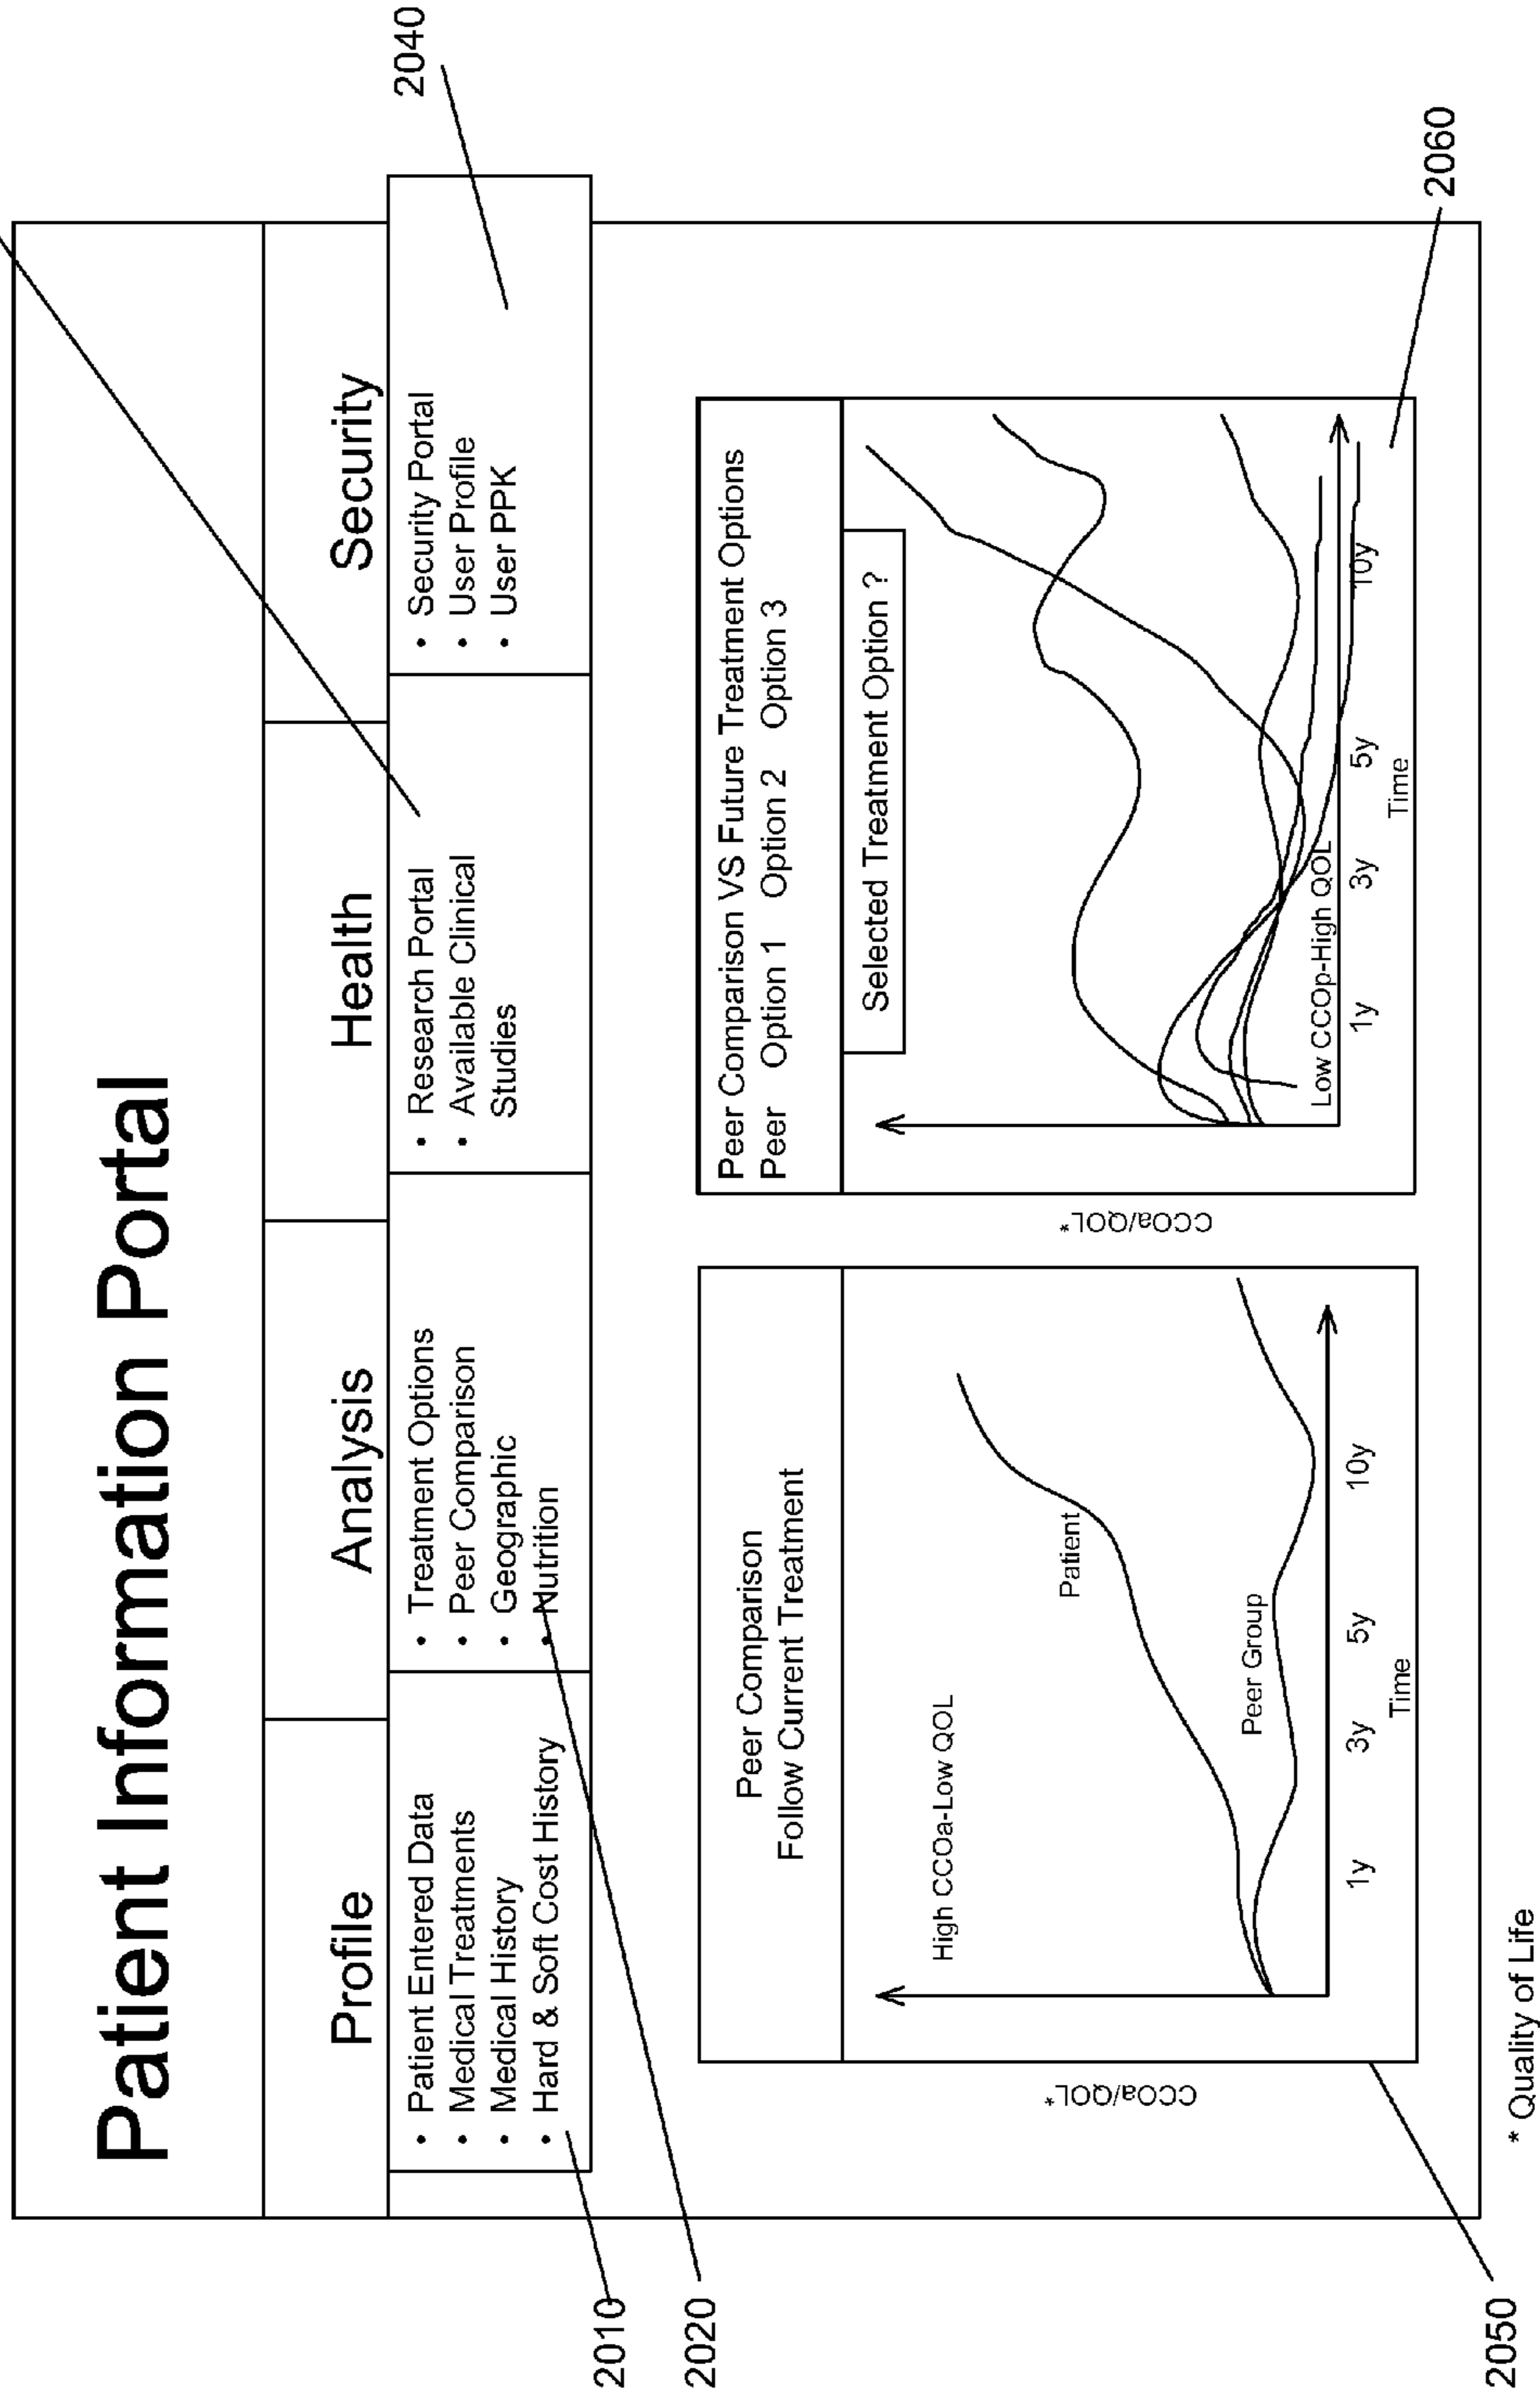 Patient Information Portal
Profile
Analysis
Health
Security
• Patient Entered Data
• Medical Treatments
• Medical History
• Hard & Soft Cost History
• Treatment Options
• Peer Comparison
• Geographic
• Nutrition
• Research Portal
• Available Clinical
Studies
• Security Portal
• User Profile
• User PPK
2040
2010
2020
Peer Comparison
Follow Current Treatment
CCOa/QOL*
High CCOa-Low QOL
Patient
Peer Group
1y 3y 5y 10y
Time
2050
Peer Comparison VS Future Treatment Options
Peer Option 1 Option 2 Option 3
Selected Treatment Option ?
CCOa/QOL*
Low CCOp-High QOL
1y 3y 5y 10y
Time
2060
* Quality of Life